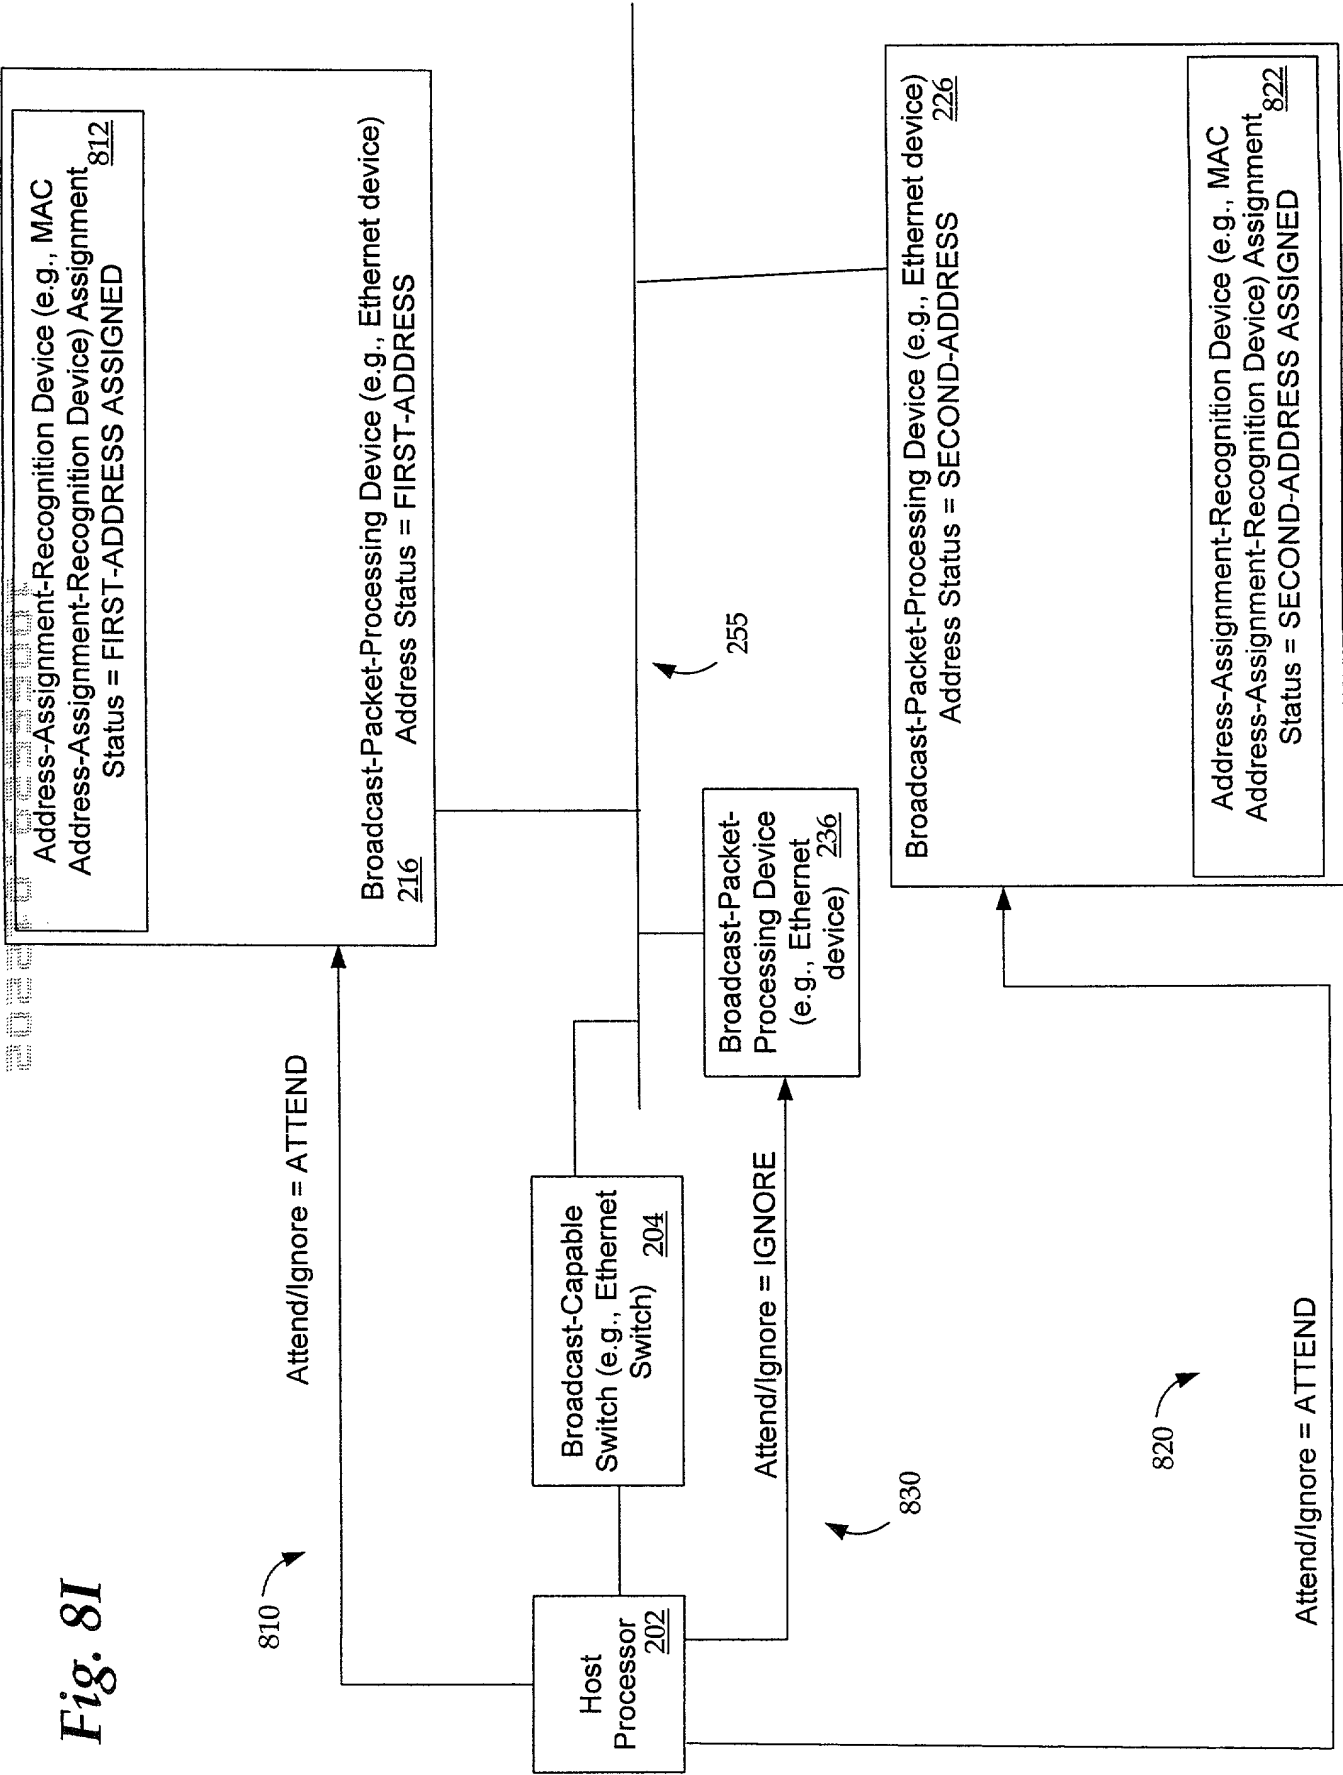 Fig. 8I
Address-Assignment-Recognition Device (e.g., MAC
Address-Assignment-Recognition Device) Assignment
Status = FIRST-ADDRESS ASSIGNED
812
Broadcast-Packet-Processing Device (e.g., Ethernet device)
216
Address Status = FIRST-ADDRESS
Attend/Ignore = ATTEND
810
255
Host
Processor
202
Broadcast-Capable
Switch (e.g., Ethernet
Switch)
204
Broadcast-Packet-
Processing Device
(e.g., Ethernet
device)
236
Attend/Ignore = IGNORE
830
Broadcast-Packet-Processing Device (e.g., Ethernet device)
Address Status = SECOND-ADDRESS
226
Address-Assignment-Recognition Device (e.g., MAC
Address-Assignment-Recognition Device) Assignment
Status = SECOND-ADDRESS ASSIGNED
822
820
Attend/Ignore = ATTEND